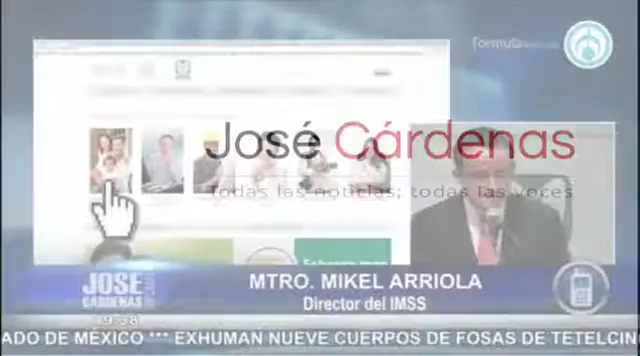 José Cárdenas
Todas las noticias; todas las voces
JOSE
CARDENAS
MTRO. MIKEL ARRIOLA
Director del IMSS
ADO DE MÉXICO *** EXHUMAN NUEVE CUERPOS DE FOSAS DE TETELCIN